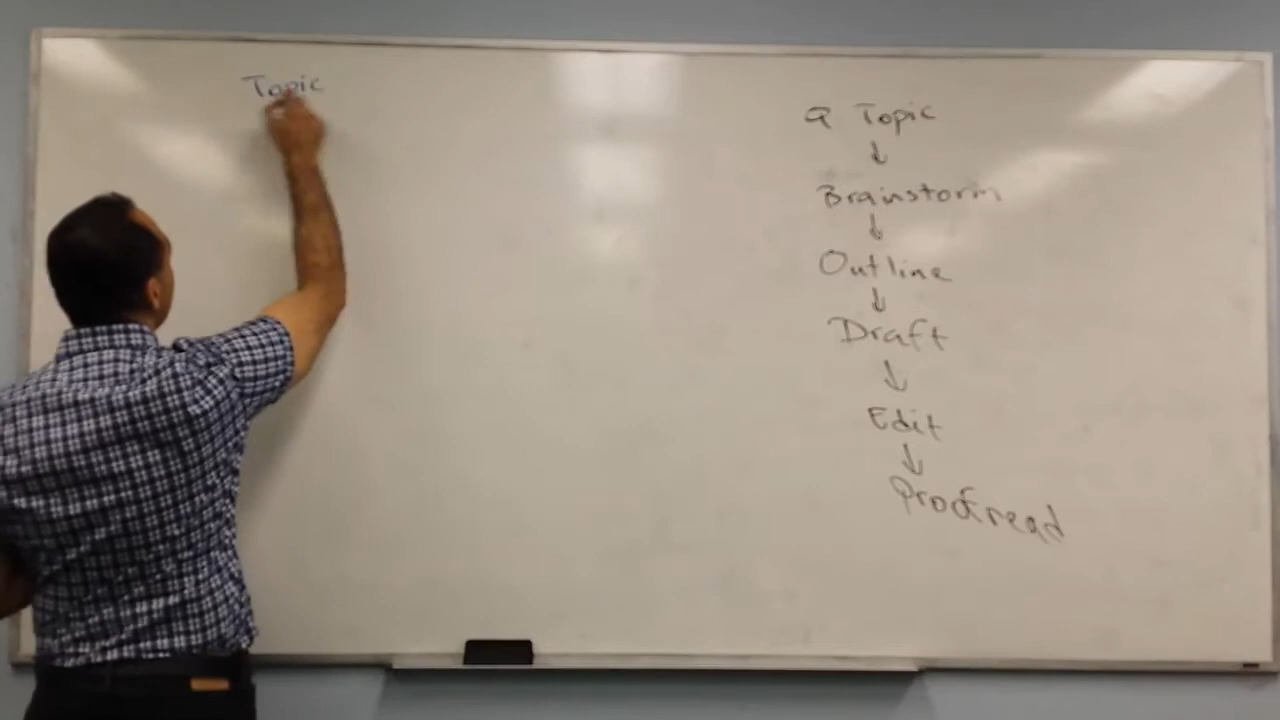 Topic
a Topic
↓
Brainstorm
↓
Outline
↓
Draft
↓
Edit
↓
Proofread